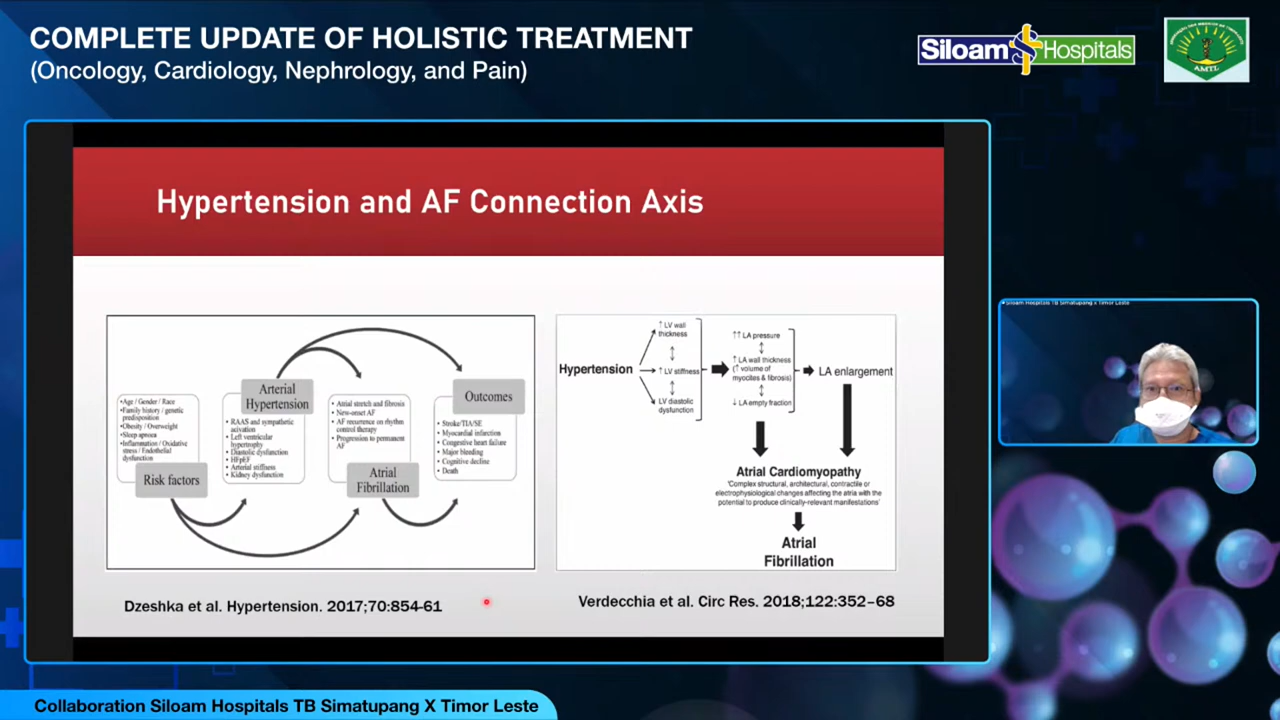 COMPLETE UPDATE OF HOLISTIC TREATMENT
(Oncology, Cardiology, Nephrology, and Pain)
Siloam Hospitals
AMTL
Hypertension and AF Connection Axis
•Age / Gender / Race
•Family history / genetic
predisposition
•Obesity / Overweight
•Sleep apnoea
•Inflammation / Oxidative
stress / Endothelial
dysfunction
Risk factors
Arterial
Hypertension
• RAAS and sympathetic
activation
• Left ventricular
hypertrophy
• Diastolic dysfunction
• HFpEF
• Arterial stiffness
• Kidney dysfunction
• Atrial stretch and fibrosis
• New-onset AF
• AF recurrence on rhythm
control therapy
• Progression to permanent
AF
Atrial
Fibrillation
Outcomes
• Stroke/TIA/SE
• Myocardial infarction
• Congestive heart failure
• Major bleeding
• Cognitive decline
• Death
Dzeshka et al. Hypertension. 2017;70:854-61
Hypertension
↑ LV wall
thickness
↑ LV stiffness
LV diastolic
dysfunction
↑↑ LA pressure
↑ LA wall thickness
(↑ volume of
myocites & fibrosis)
↓ LA empty fraction
LA enlargement
Atrial Cardiomyopathy
'Complex structural, architectural, contractile or
electrophysiological changes affecting the atria with the
potential to produce clinically-relevant manifestations'
Atrial
Fibrillation
Verdecchia et al. Circ Res. 2018;122:352–68
Siloam Hospitals TB Simatupang X Timor Leste
Collaboration Siloam Hospitals TB Simatupang X Timor Leste